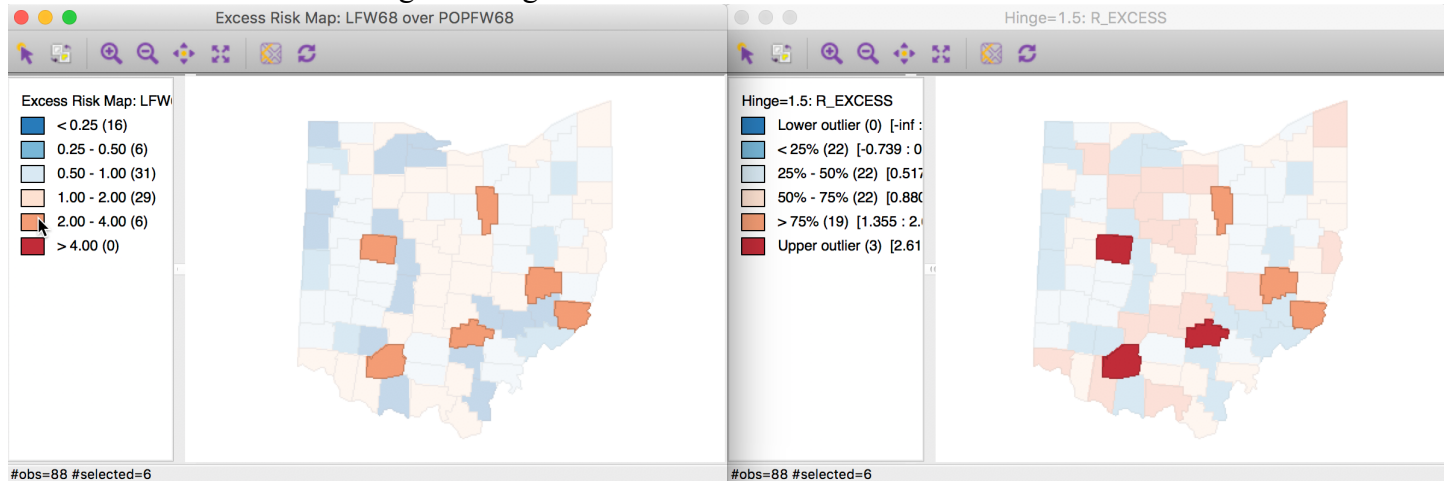 Excess Risk Map: LFW68 over POPFW68
Excess Risk Map: LFW
< 0.25 (16)
0.25 - 0.50 (6)
0.50 - 1.00 (31)
1.00 - 2.00 (29)
2.00 - 4.00 (6)
> 4.00 (0)
#obs=88 #selected=6
Hinge=1.5: R_EXCESS
Hinge=1.5: R_EXCESS
Lower outlier (0) [-inf :
< 25% (22) [-0.739 : 0
25% - 50% (22) [0.517
50% - 75% (22) [0.880
> 75% (19) [1.355 : 2.
Upper outlier (3) [2.61
#obs=88 #selected=6